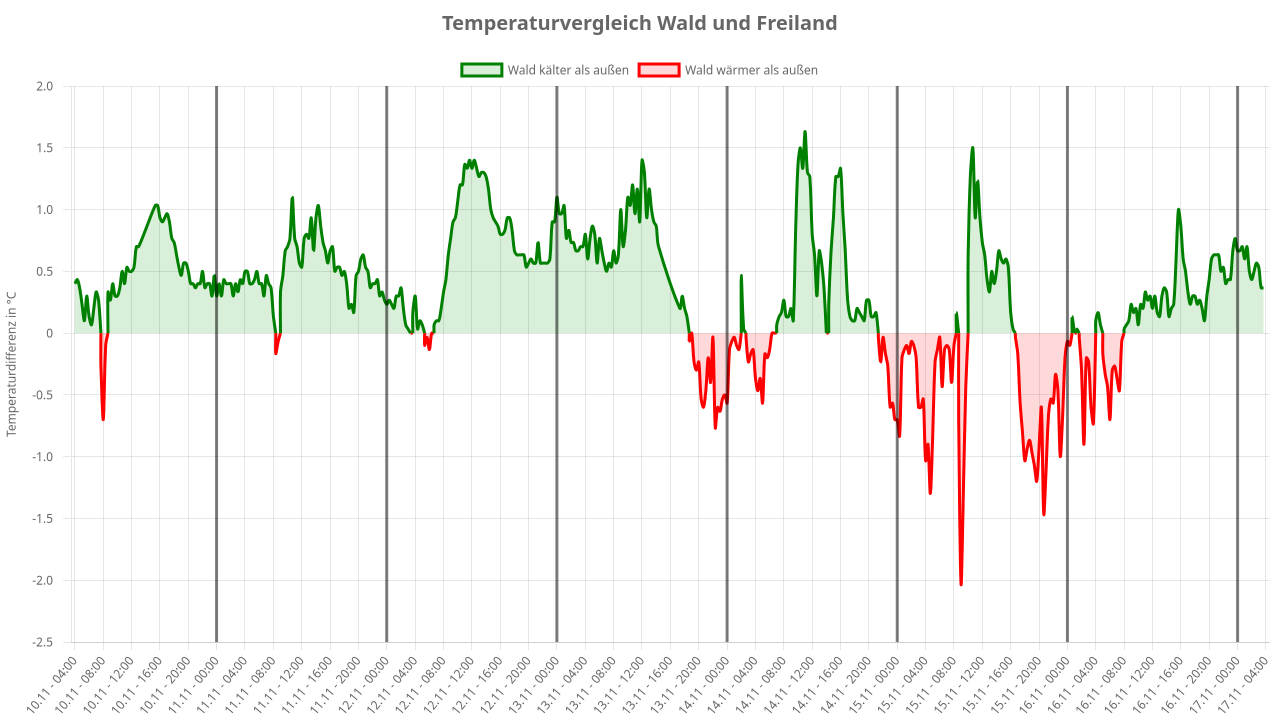 Temperaturvergleich Wald und Freiland
Wald kälter als außen
Wald wärmer als außen
Temperaturdifferenz in °C
2.0
1.5
1.0
0.5
0
-0.5
-1.0
-1.5
-2.0
-2.5
10.11 - 04:00
10.11 - 08:00
10.11 - 12:00
10.11 - 16:00
10.11 - 20:00
11.11 - 00:00
11.11 - 04:00
11.11 - 08:00
11.11 - 12:00
11.11 - 16:00
11.11 - 20:00
12.11 - 00:00
12.11 - 04:00
12.11 - 08:00
12.11 - 12:00
12.11 - 16:00
12.11 - 20:00
13.11 - 00:00
13.11 - 04:00
13.11 - 08:00
13.11 - 12:00
13.11 - 16:00
13.11 - 20:00
14.11 - 00:00
14.11 - 04:00
14.11 - 08:00
14.11 - 12:00
14.11 - 16:00
14.11 - 20:00
15.11 - 00:00
15.11 - 04:00
15.11 - 08:00
15.11 - 12:00
15.11 - 16:00
15.11 - 20:00
16.11 - 00:00
16.11 - 04:00
16.11 - 08:00
16.11 - 12:00
16.11 - 16:00
16.11 - 20:00
17.11 - 00:00
17.11 - 04:00